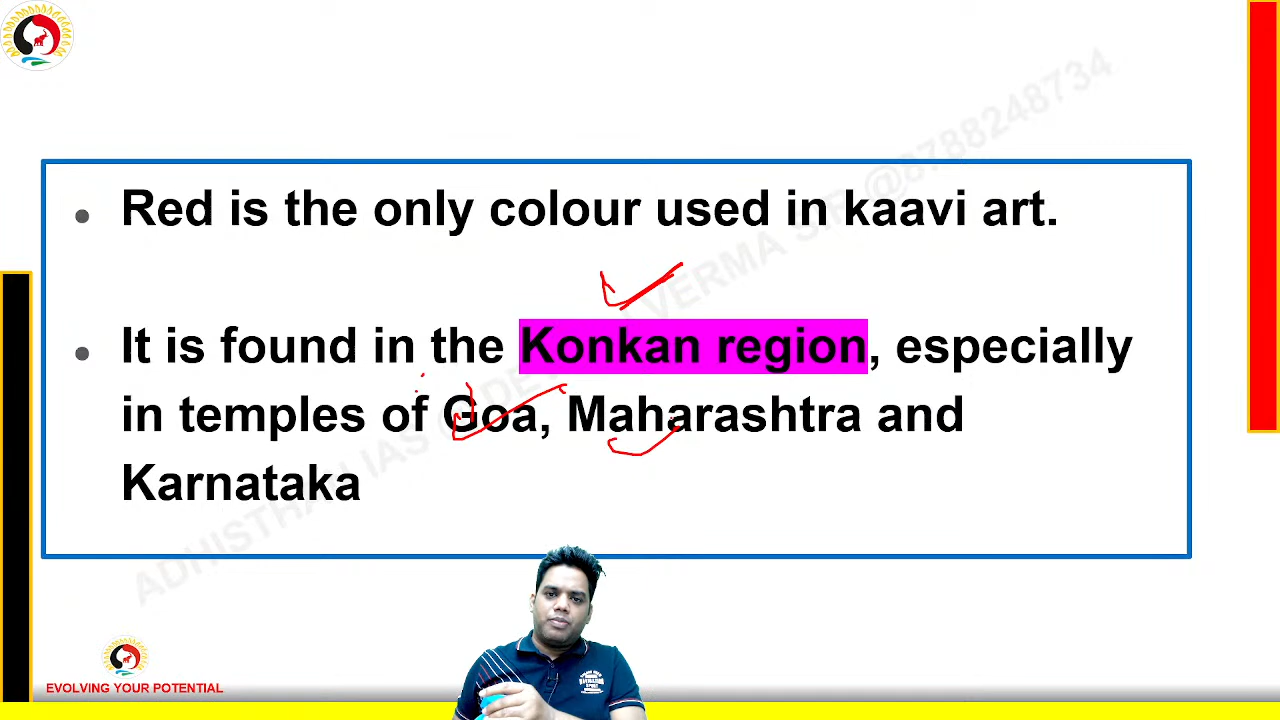 Red is the only colour used in kaavi art.
It is found in the Konkan region, especially
in temples of Goa, Maharashtra and
Karnataka
EVOLVING YOUR POTENTIAL